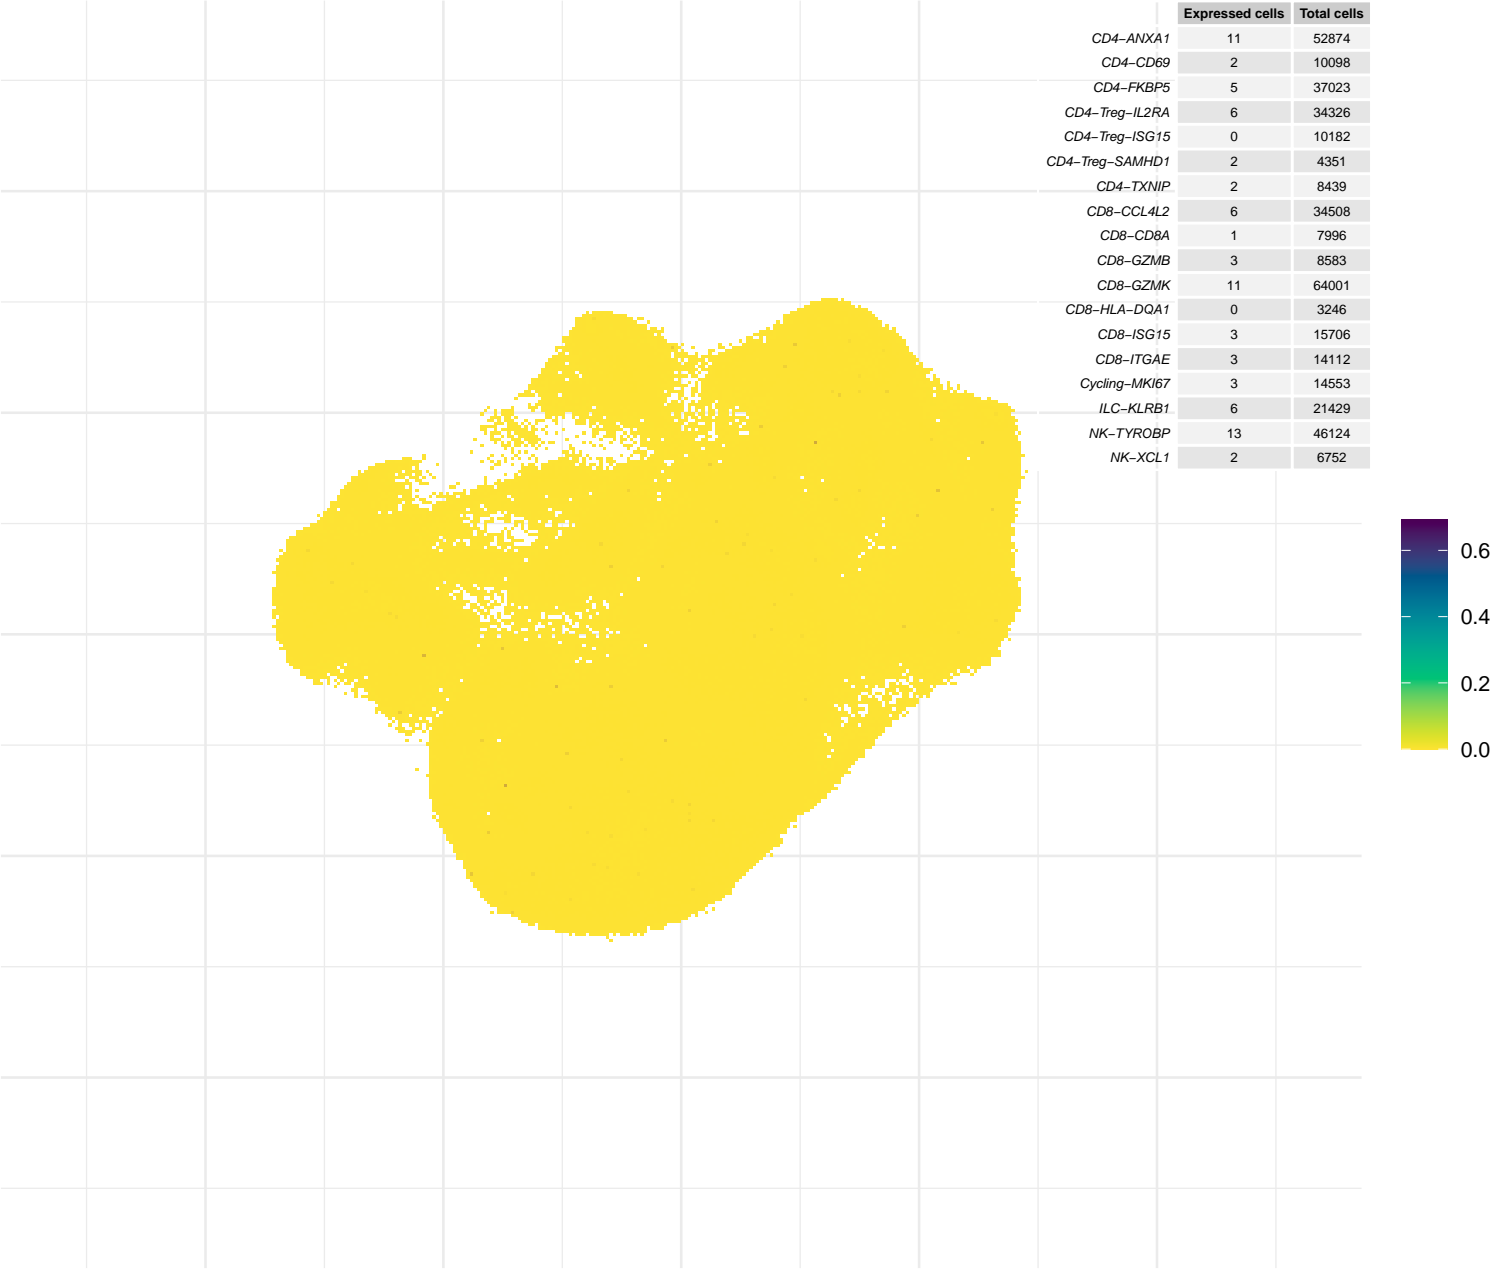 Expressed cells Total cells
CD4−ANXA1 11 52874
CD4−CD69 2 10098
CD4−FKBP5 5 37023
CD4−Treg−IL2RA 6 34326
CD4−Treg−ISG15 0 10182
CD4−Treg−SAMHD1 2 4351
CD4−TXNIP 2 8439
CD8−CCL4L2 6 34508
CD8−CD8A 1 7996
CD8−GZMB 3 8583
CD8−GZMK 11 64001
CD8−HLA−DQA1 0 3246
CD8−ISG15 3 15706
CD8−ITGAE 3 14112
Cycling−MKI67 3 14553
ILC−KLRB1 6 21429
NK−TYROBP 13 46124
NK−XCL1 2 6752
0.6
0.4
0.2
0.0